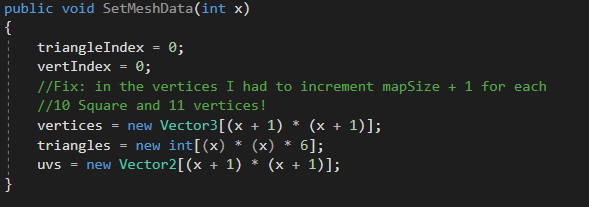 public void SetMeshData(int x)
{
triangleIndex = 0;
vertIndex = 0;
//Fix: in the vertices I had to increment mapSize + 1 for each
//10 Square and 11 vertices!
vertices = new Vector3[(x + 1) * (x + 1)];
triangles = new int[(x) * (x) * 6];
uvs = new Vector2[(x + 1) * (x + 1)];
}